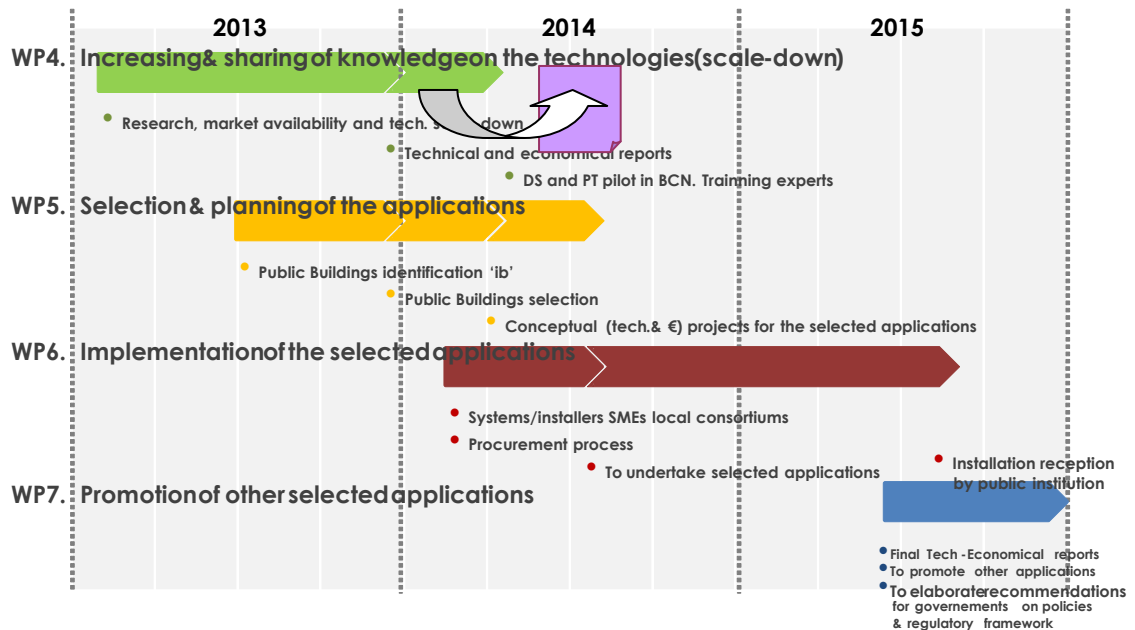 2013 2014 2015
WP4. Increasing& sharing of knowledgeon the technologies(scale-down)
Research, market availability and tech. down
Technical and economical reports
DS and PT pilot in BCN. Trainning experts
WP5. Selection & planning of the applications
Public Buildings identification ‘ib’
Public Buildings selection
Conceptual (tech.& €) projects for the selected applications
WP6. Implementationof the selected applications
Systems/installers SMEs local consortiums
Procurement process
To undertake selected applications
Installation reception
by public institution
WP7. Promotion of other selected applications
Final Tech -Economical reports
To promote other applications
To elaborate recommendations
for governements on policies
& regulatory framework